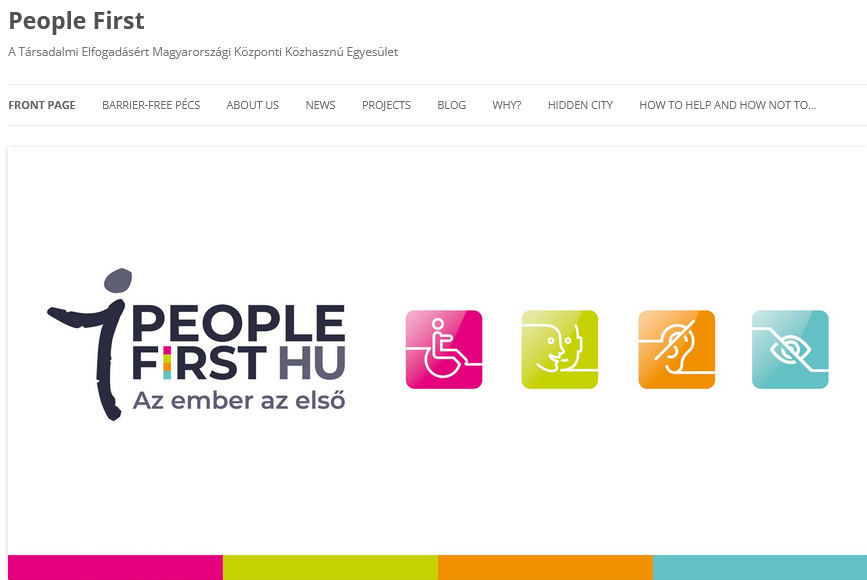 People First
A Társadalmi Elfogadásért Magyarországi Központi Közhasznú Egyesület
FRONT PAGE BARRIER-FREE PÉCS ABOUT US NEWS PROJECTS BLOG WHY? HIDDEN CITY HOW TO HELP AND HOW NOT TO...
PEOPLE
FIRST HU
Az ember az első